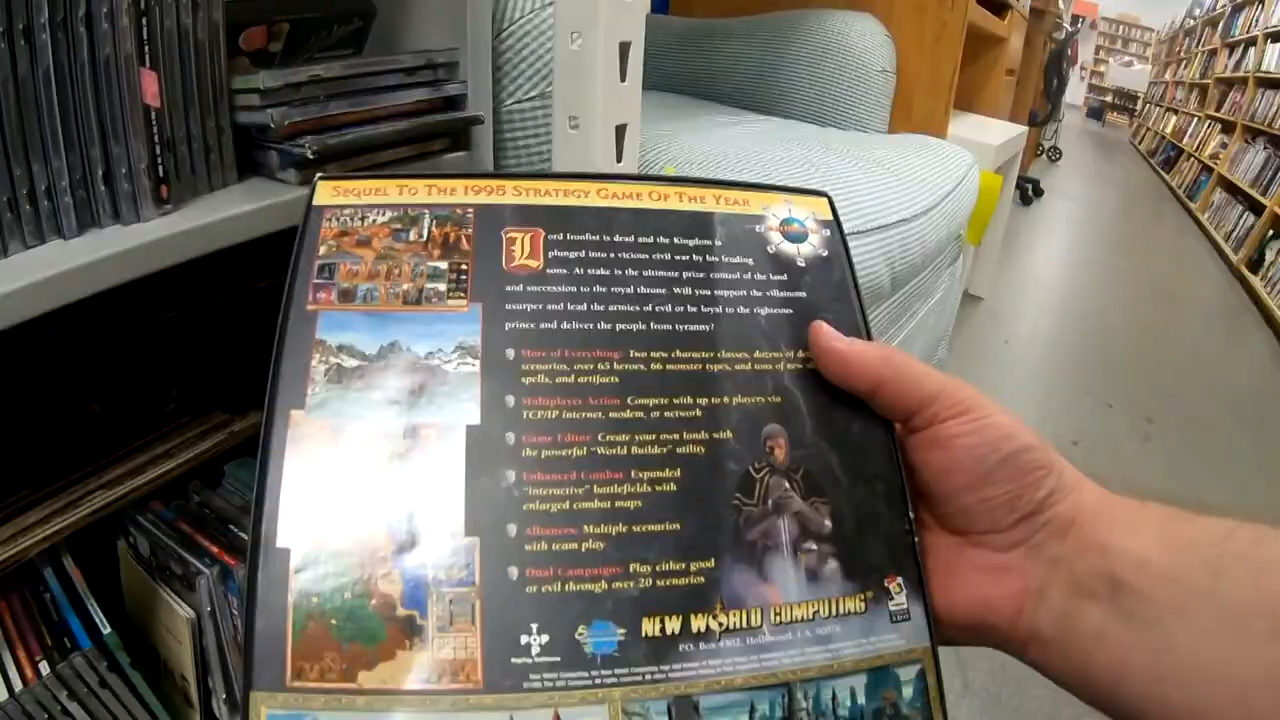 SEQUEL TO THE 1995 STRATEGY GAME OF THE YEAR
Lord Ironfist is dead and the Kingdom is
plunged into a vicious civil war by his feuding
sons. At stake is the ultimate prize: control of the land
and succession to the royal throne. Will you support the villainous
usurper and lead the armies of evil or be loyal to the righteous
prince and deliver the people from tyranny?
More of Everything: Two new character classes, dozens of
scenarios, over 65 heroes, 66 monster types, and tons of new
spells, and artifacts
Multiplayer Action: Compete with up to 6 players via
TCP/IP internet, modem, or network
Game Editor: Create your own lands with
the powerful "World Builder" utility
Enhanced Combat: Expanded
"interactive" battlefields with
enlarged combat maps
Alliances: Multiple scenarios
with team play
Dual Campaigns: Play either good
or evil through over 20 scenarios
NEW WORLD COMPUTING®
P.O. Box 4302, Hollywood, CA 90078
TOP
POP